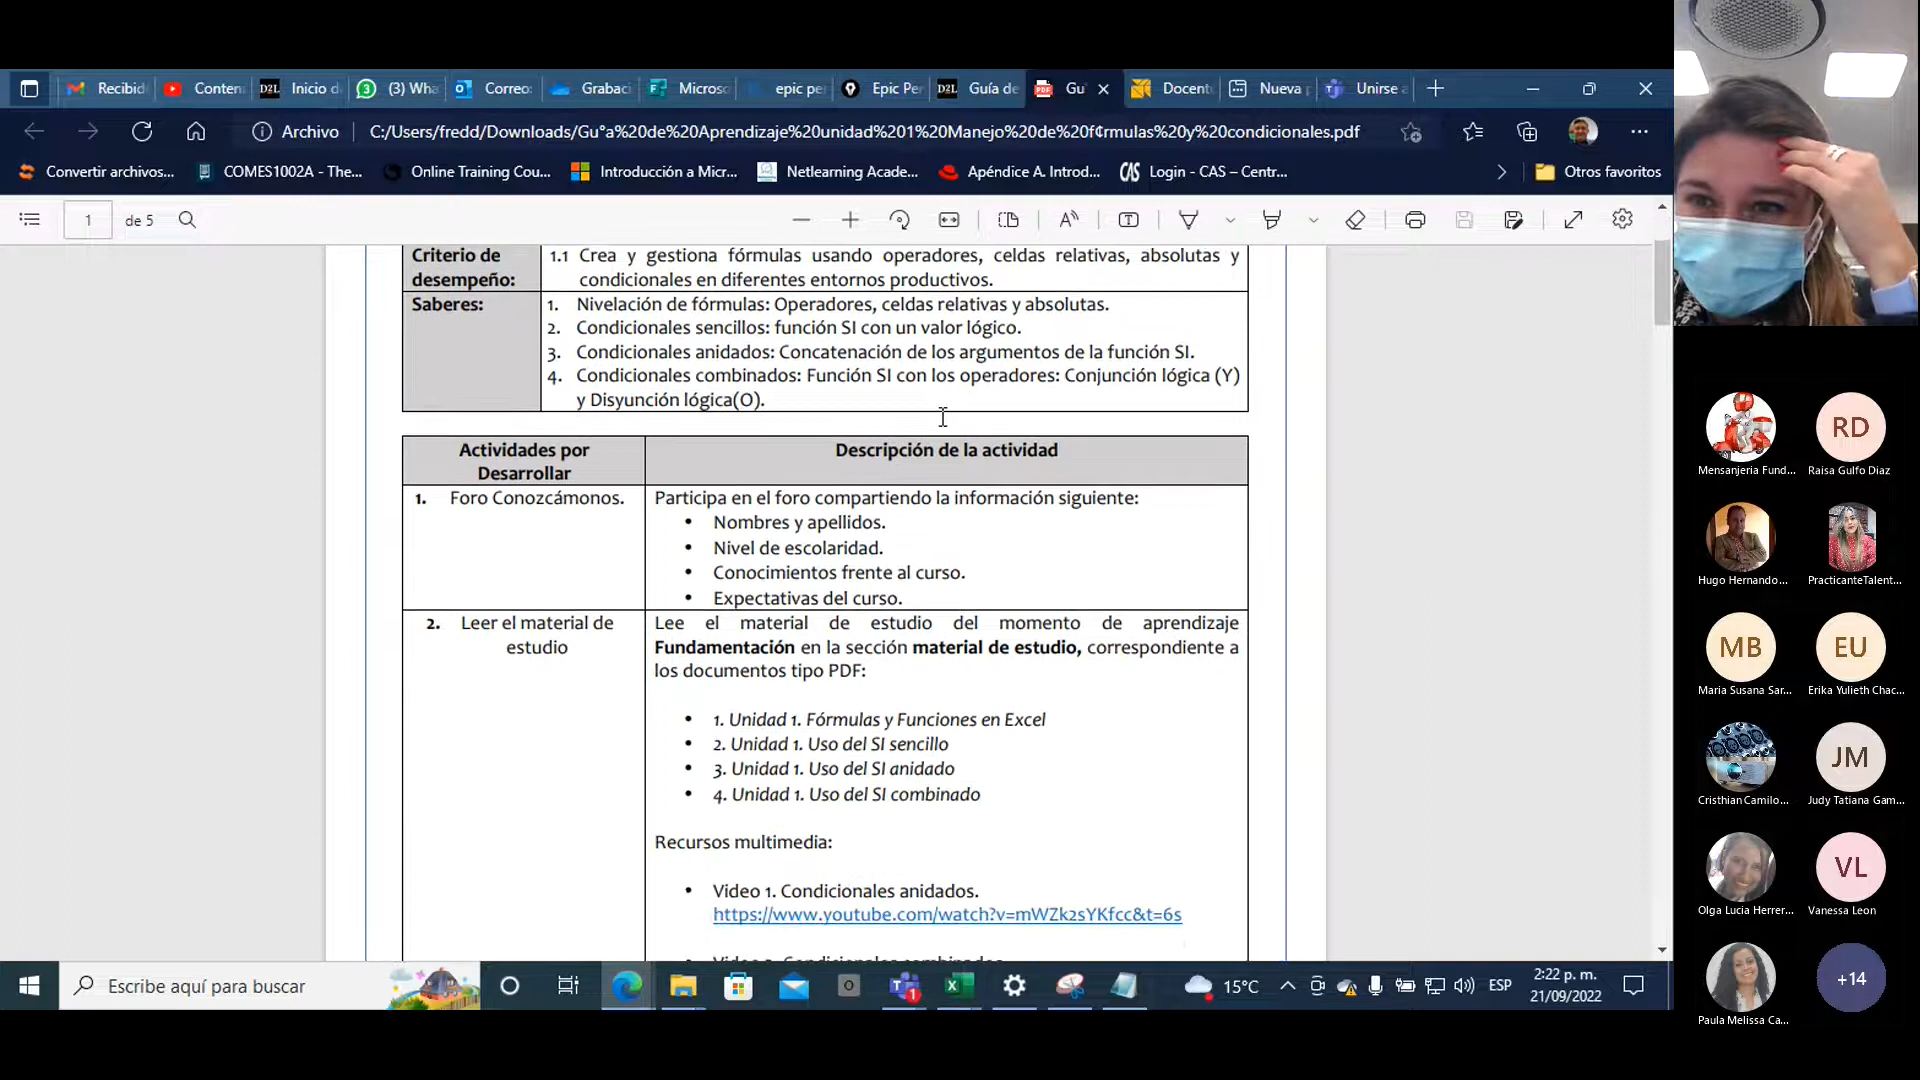 Recibid
Conten
D2L Inicio d
(3) Wha
Correo:
Grabaci
Microso
epic per
Epic Per
D2L Guía de
PDF Gu
Docent
Nueva
Unirse a
Archivo C:/Users/fredd/Downloads/Gu°a%20de%20Aprendizaje%20unidad%201%20Manejo%20de%20f¢rmulas%20y%20condicionales.pdf
Convertir archivos...
COMES1002A - The...
Online Training Cou...
Introducción a Micr...
Netlearning Acade...
Apéndice A. Introd...
CAS Login - CAS – Centr...
Otros favoritos
1 de 5
Criterio de desempeño:
1.1 Crea y gestiona fórmulas usando operadores, celdas relativas, absolutas y
condicionales en diferentes entornos productivos.
Saberes:
1. Nivelación de fórmulas: Operadores, celdas relativas y absolutas.
2. Condicionales sencillos: función SI con un valor lógico.
3. Condicionales anidados: Concatenación de los argumentos de la función SI.
4. Condicionales combinados: Función SI con los operadores: Conjunción lógica (Y)
y Disyunción lógica(O).
Actividades por
Desarrollar
Descripción de la actividad
1. Foro Conozcámonos.
Participa en el foro compartiendo la información siguiente:
• Nombres y apellidos.
• Nivel de escolaridad.
• Conocimientos frente al curso.
• Expectativas del curso.
2. Leer el material de
estudio
Lee el material de estudio del momento de aprendizaje
Fundamentación en la sección material de estudio, correspondiente a
los documentos tipo PDF:
• 1. Unidad 1. Fórmulas y Funciones en Excel
• 2. Unidad 1. Uso del SI sencillo
• 3. Unidad 1. Uso del SI anidado
• 4. Unidad 1. Uso del SI combinado
Recursos multimedia:
• Video 1. Condicionales anidados.
https://www.youtube.com/watch?v=mWZk2sYKfcc&t=6s
Escribe aquí para buscar
1
15°C
ESP
2:22 p. m.
21/09/2022
Mensanjeria Fund...
RD
Raisa Gulfo Diaz
Hugo Hernando...
PracticanteTalent...
MB
Maria Susana Sar...
EU
Erika Yulieth Chac...
Cristhian Camilo...
JM
Judy Tatiana Gam...
Olga Lucia Herrer...
VL
Vanessa Leon
Paula Melissa Ca...
+14